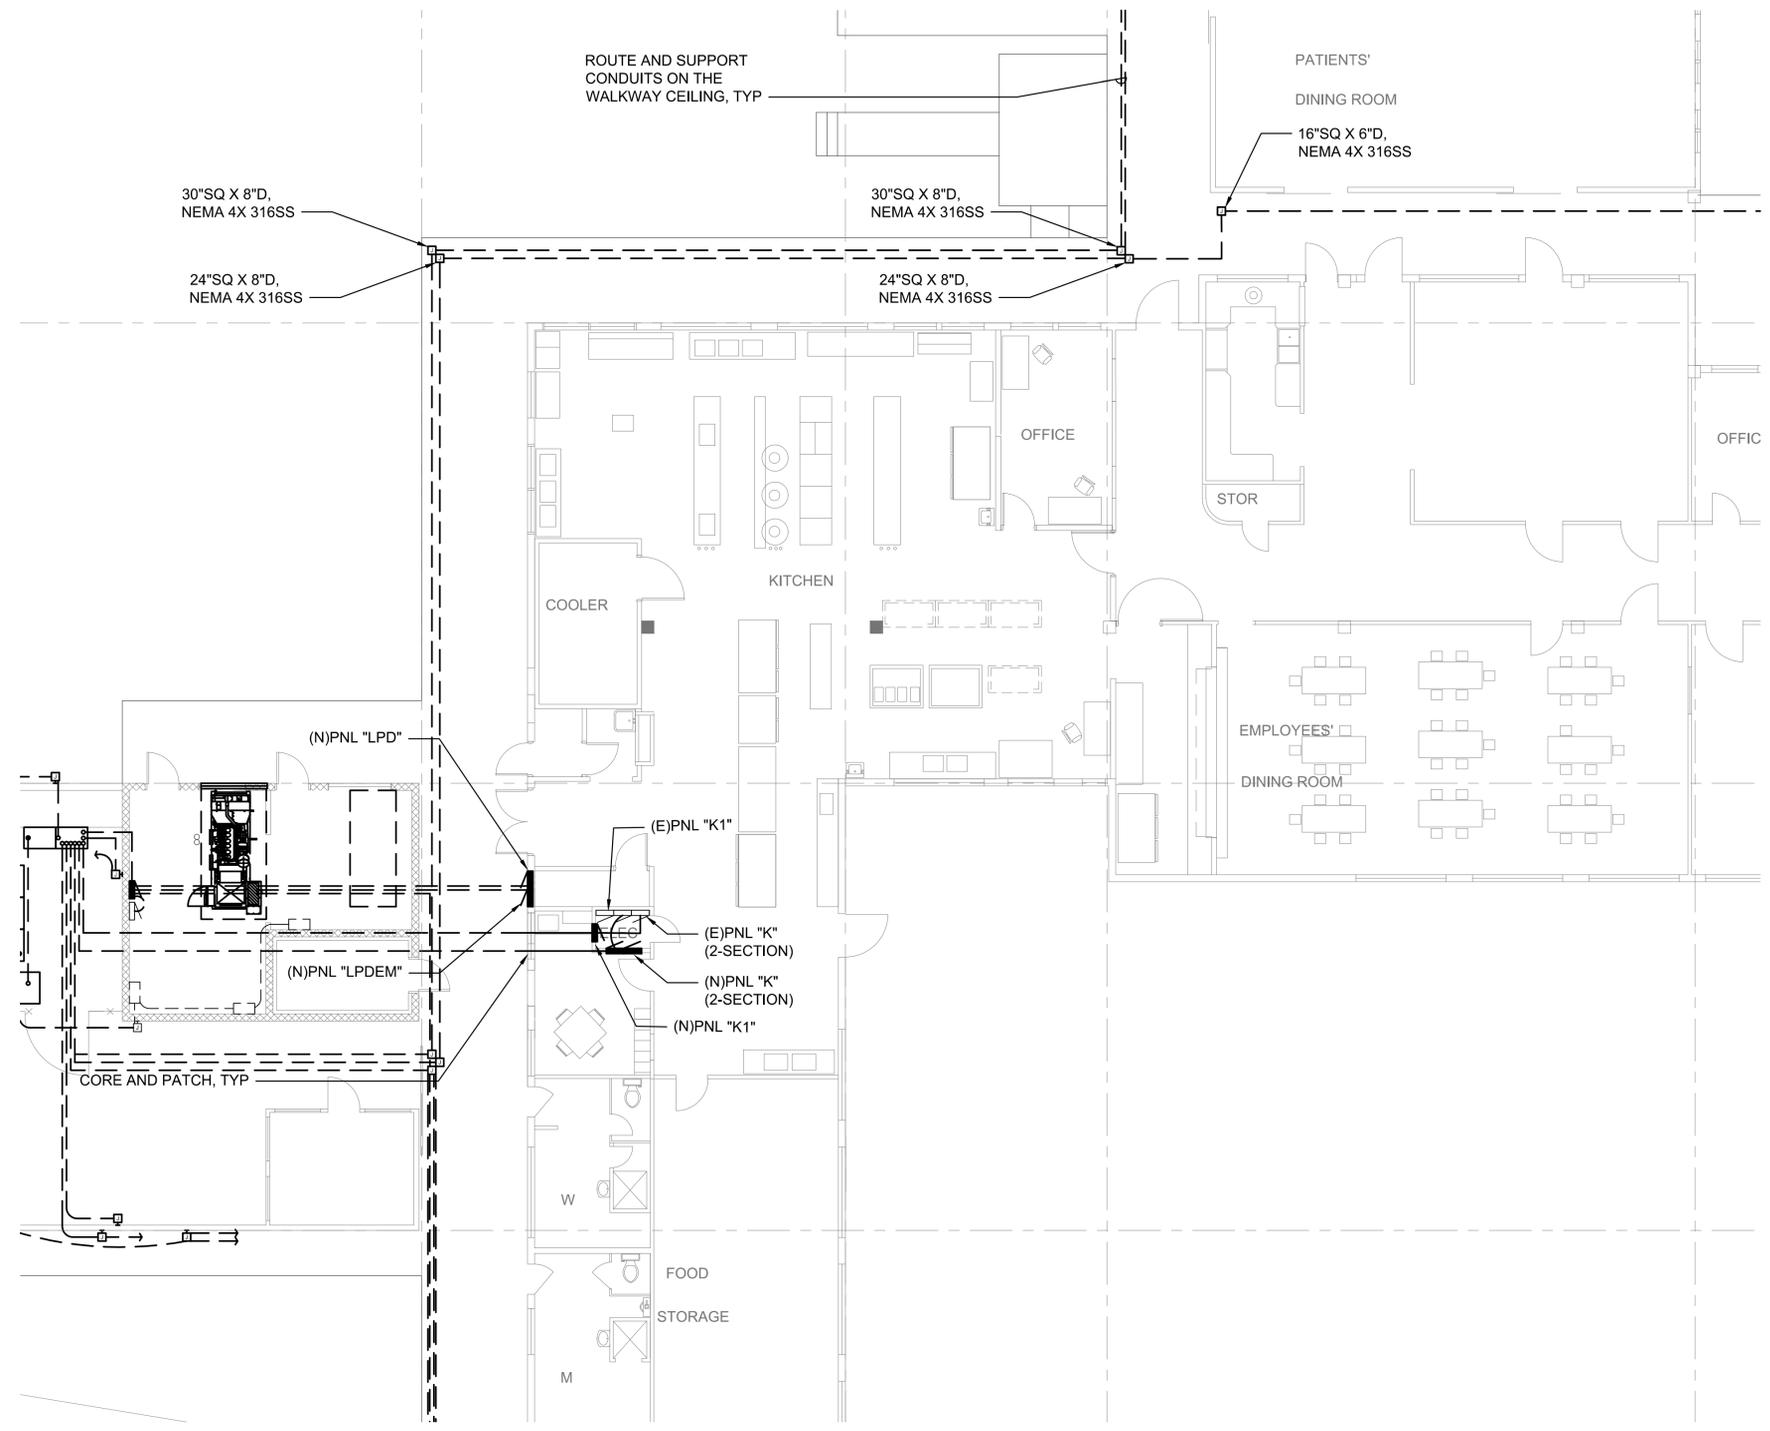 ROUTE AND SUPPORT
CONDUITS ON THE
WALKWAY CEILING, TYP
PATIENTS'
DINING ROOM
16"SQ X 6"D,
NEMA 4X 316SS
30"SQ X 8"D,
NEMA 4X 316SS
30"SQ X 8"D,
NEMA 4X 316SS
24"SQ X 8"D,
NEMA 4X 316SS
24"SQ X 8"D,
NEMA 4X 316SS
OFFICE
OFFIC
STOR
KITCHEN
COOLER
(N)PNL "LPD"
EMPLOYEES'
DINING ROOM
(E)PNL "K1"
ELEC
(E)PNL "K"
(2-SECTION)
(N)PNL "LPDEM"
(N)PNL "K"
(2-SECTION)
(N)PNL "K1"
CORE AND PATCH, TYP
W
FOOD
STORAGE
M